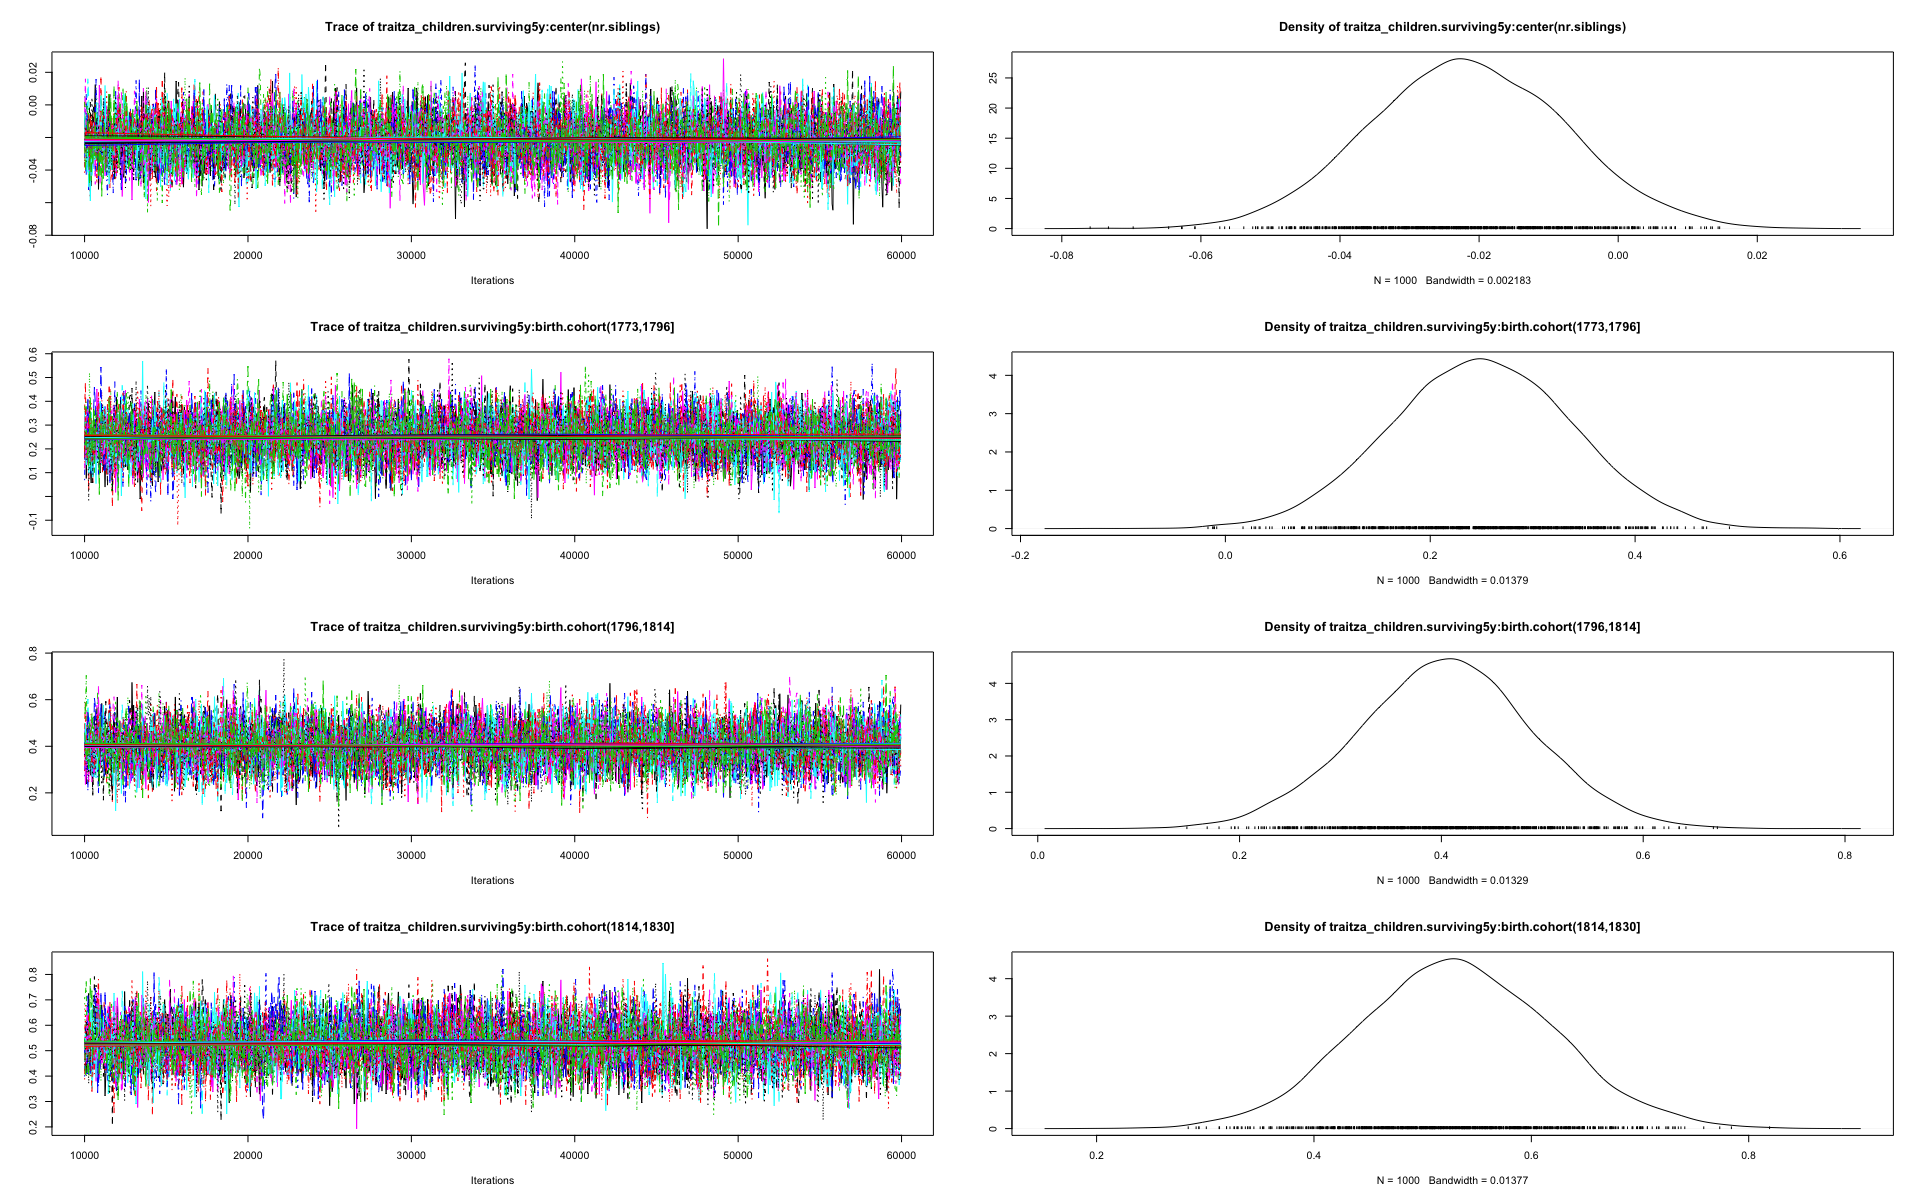 Trace of traitza_children.surviving5y:center(nr.siblings)
0.02
0.00
-0.04
-0.08
10000 20000 30000 40000 50000 60000
Iterations
Density of traitza_children.surviving5y:center(nr.siblings)
25
20
15
10
5
0
-0.08 -0.06 -0.04 -0.02 0.00 0.02
N = 1000 Bandwidth = 0.002183
Trace of traitza_children.surviving5y:birth.cohort(1773,1796]
0.6
0.5
0.4
0.3
0.2
0.1
-0.1
10000 20000 30000 40000 50000 60000
Iterations
Density of traitza_children.surviving5y:birth.cohort(1773,1796]
4
3
2
1
0
-0.2 0.0 0.2 0.4 0.6
N = 1000 Bandwidth = 0.01379
Trace of traitza_children.surviving5y:birth.cohort(1796,1814]
0.8
0.6
0.4
0.2
10000 20000 30000 40000 50000 60000
Iterations
Density of traitza_children.surviving5y:birth.cohort(1796,1814]
4
3
2
1
0
0.0 0.2 0.4 0.6 0.8
N = 1000 Bandwidth = 0.01329
Trace of traitza_children.surviving5y:birth.cohort(1814,1830]
0.8
0.7
0.6
0.5
0.4
0.3
0.2
10000 20000 30000 40000 50000 60000
Iterations
Density of traitza_children.surviving5y:birth.cohort(1814,1830]
4
3
2
1
0
0.2 0.4 0.6 0.8
N = 1000 Bandwidth = 0.01377